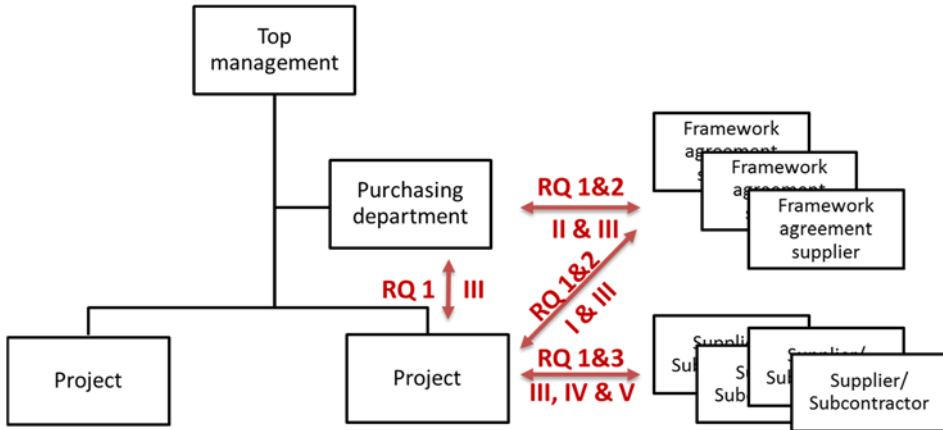 Top
management
Purchasing
department
Project
Project
RQ 1&2
II & III
RQ 1
III
RQ 1&2
I & III
RQ 1&3
III, IV & V
Framework
Framework
Framework
agreement
supplier
Supplier/
Subcontractor